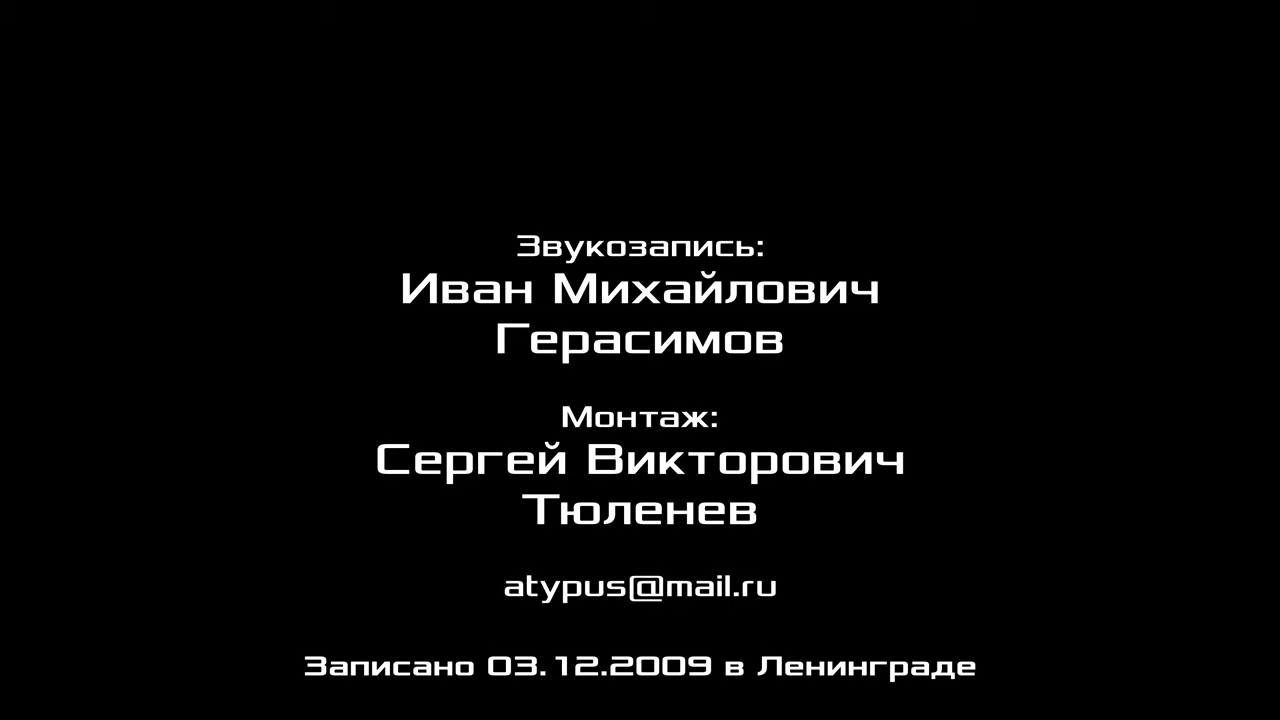 Звукозапись:
Иван Михайлович
Герасимов
Монтаж:
Сергей Викторович
Тюленев
atypus@mail.ru
Записано 03.12.2009 в Ленинграде